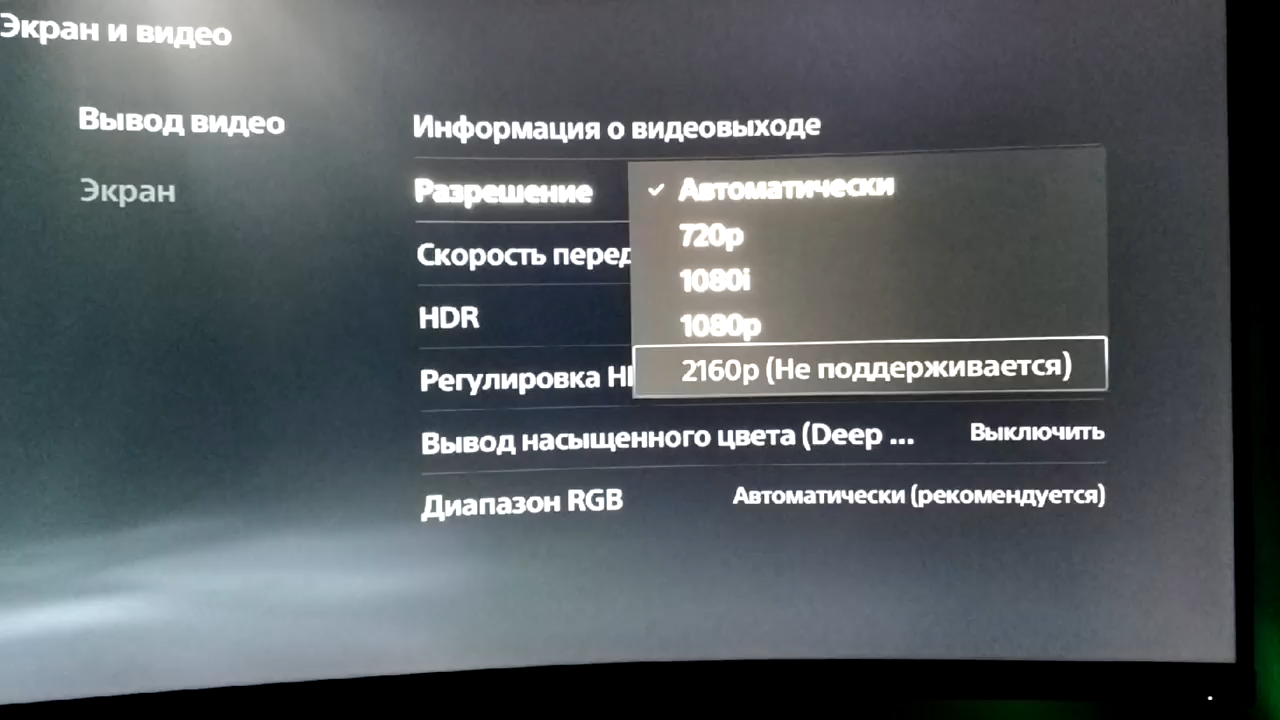 Экран и видео
Вывод видео
Экран
Информация о видеовыходе
Разрешение
Автоматически
720p
1080i
1080p
2160p (Не поддерживается)
Скорость перед
HDR
Регулировка
Вывод насыщенного цвета (Deep ... Выключить
Диапазон RGB Автоматически (рекомендуется)